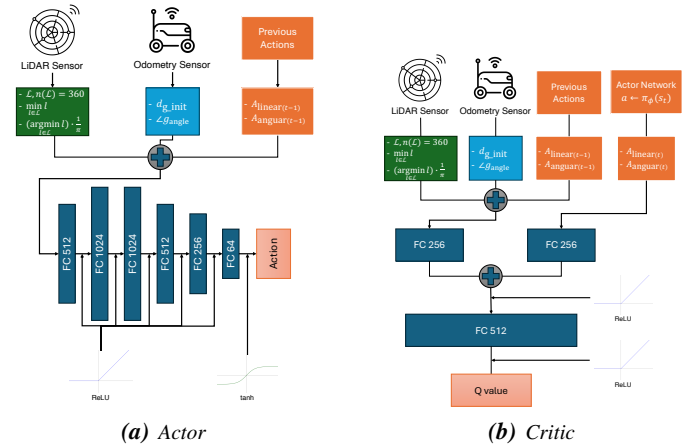 LiDAR Sensor
Odometry Sensor
Previous
Actions
- ℒ, n(ℒ) = 360
- min l
l∈ℒ
- (argmin l) · 1/π
l∈ℒ
- d_g_init
- ∠g_angle
- A_linear(t−1)
- A_anguar(t−1)
FC 512
FC 1024
FC 1024
FC 512
FC 256
FC 64
Action
ReLU
tanh
(a) Actor
LiDAR Sensor
Odometry Sensor
Previous
Actions
Actor Network
a ← π_ϕ(s_t)
- ℒ, n(ℒ) = 360
- min l
l∈ℒ
- (argmin l) · 1/π
l∈ℒ
- d_g_init
- ∠g_angle
- A_linear(t−1)
- A_anguar(t−1)
- A_linear(t)
- A_anguar(t)
FC 256
FC 256
ReLU
FC 512
ReLU
Q value
(b) Critic